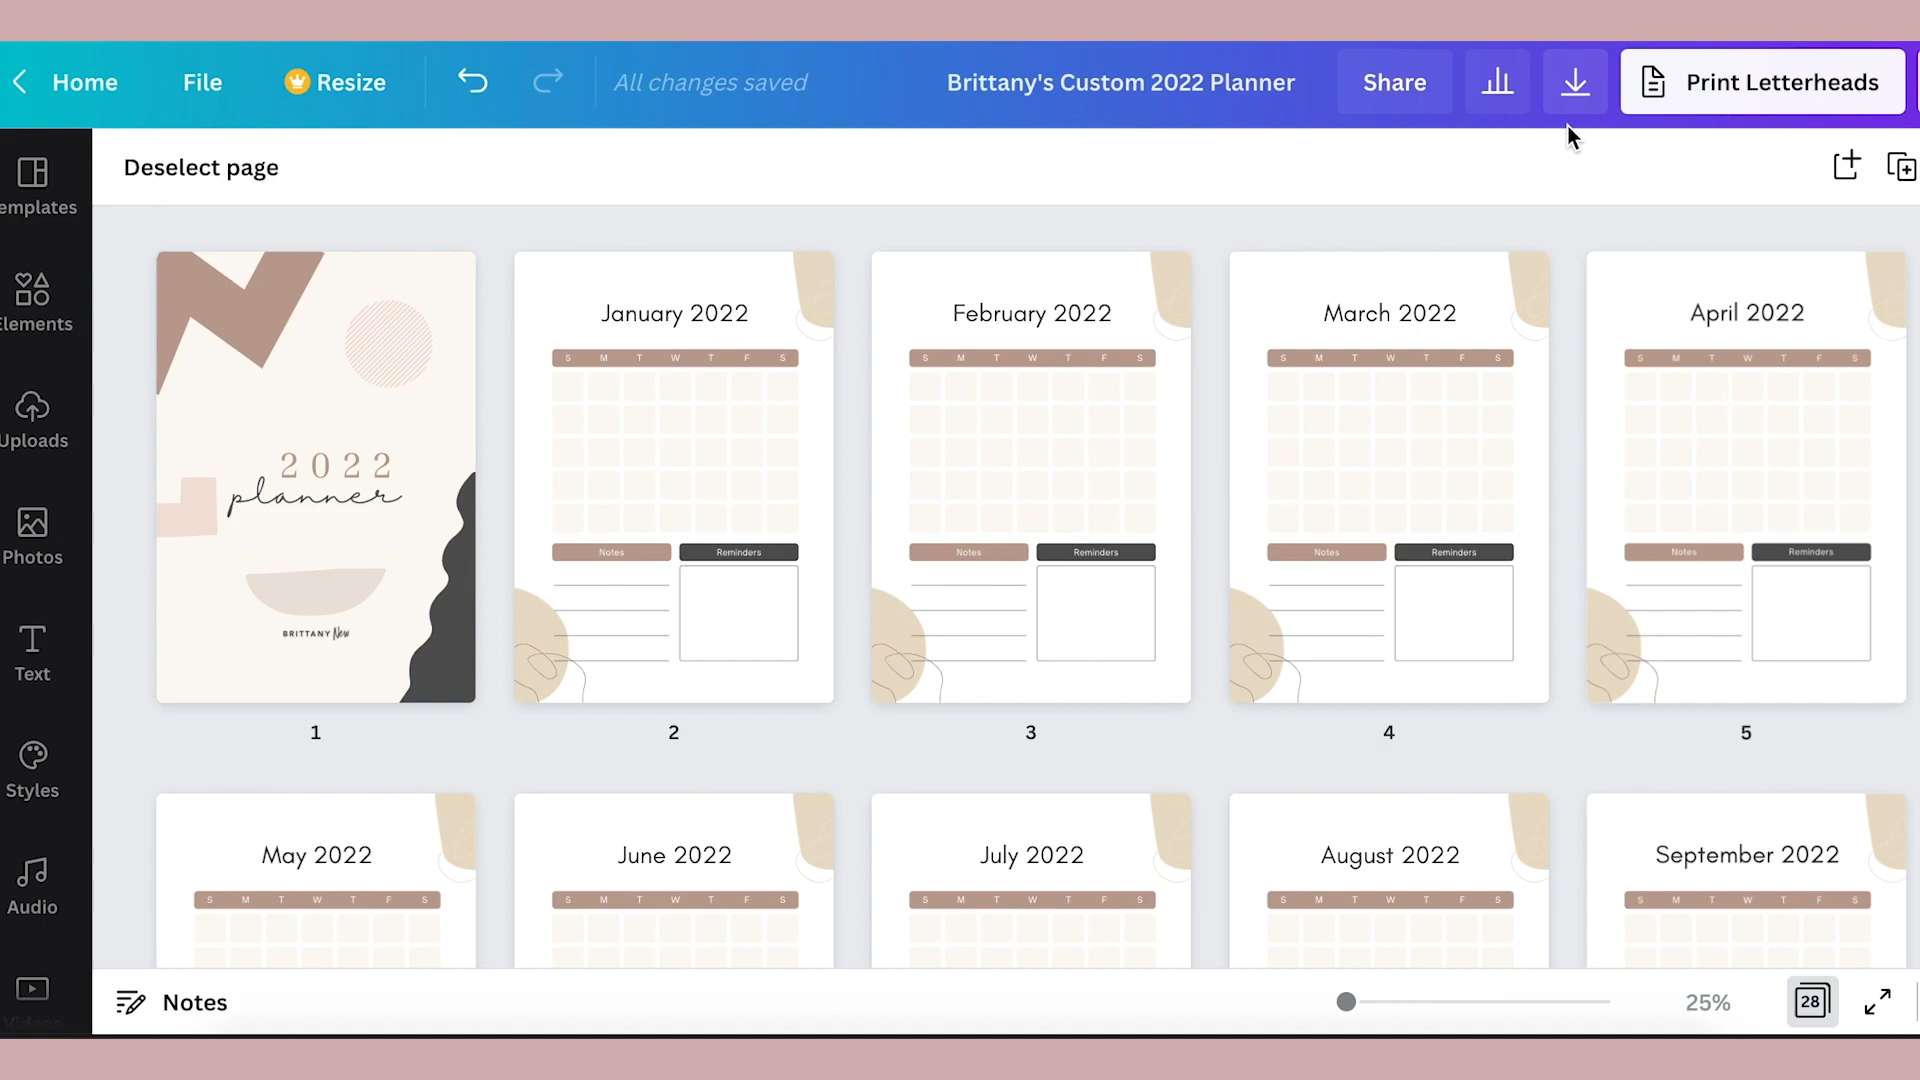 Home File Resize All changes saved Brittany's Custom 2022 Planner Share Print Letterheads
Deselect page
emplates
Elements
Uploads
Photos
Text
Styles
Audio
Videos
2022
planner
BRITTANY New
1
January 2022
S M T W T F S
Notes Reminders
2
February 2022
S M T W T F S
Notes Reminders
3
March 2022
S M T W T F S
Notes Reminders
4
April 2022
S M T W T F S
Notes Reminders
5
May 2022
S M T W T F S
June 2022
S M T W T F S
July 2022
S M T W T F S
August 2022
S M T W T F S
September 2022
S M T W T F S
Notes 25% 28